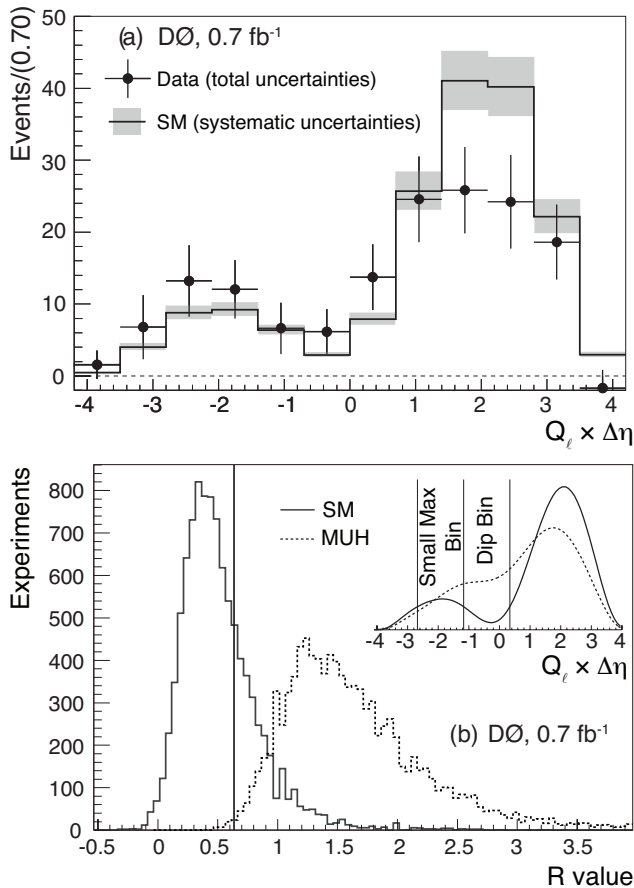 Events/(0.70)
50
40
30
20
10
0
(a) DØ, 0.7 fb⁻¹
Data (total uncertainties)
SM (systematic uncertainties)
-4 -3 -2 -1 0 1 2 3 4
Qℓ × Δη
Experiments
800
700
600
500
400
300
200
100
0
SM
MUH
Small Max
Bin
Dip Bin
-4 -3 -2 -1 0 1 2 3 4
Qℓ × Δη
(b) DØ, 0.7 fb⁻¹
-0.5 0 0.5 1 1.5 2 2.5 3 3.5
R value